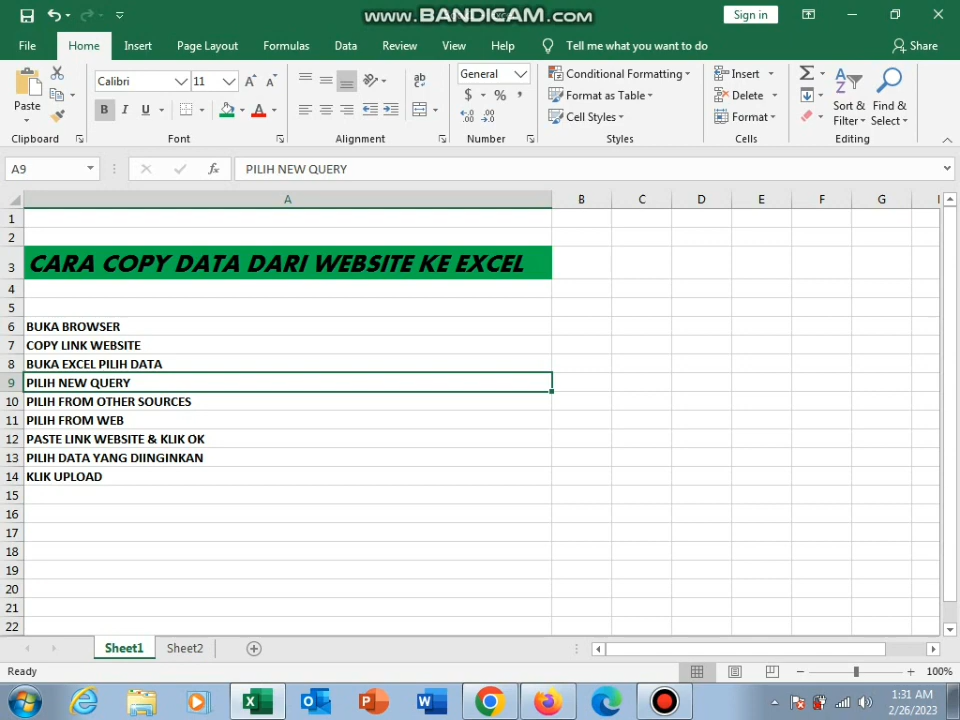 www.BANDICAM.com
Sign in
File
Home
Insert
Page Layout
Formulas
Data
Review
View
Help
Tell me what you want to do
Share
Paste
Clipboard
Calibri
11
B I U
Font
ab
Alignment
General
$ % ,
Number
Conditional Formatting
Format as Table
Cell Styles
Styles
Insert
Delete
Format
Cells
Sort &
Filter
Find &
Select
Editing
A9
fx
PILIH NEW QUERY
A B C D E F G
1
2
3 CARA COPY DATA DARI WEBSITE KE EXCEL
4
5
6 BUKA BROWSER
7 COPY LINK WEBSITE
8 BUKA EXCEL PILIH DATA
9 PILIH NEW QUERY
10 PILIH FROM OTHER SOURCES
11 PILIH FROM WEB
12 PASTE LINK WEBSITE & KLIK OK
13 PILIH DATA YANG DIINGINKAN
14 KLIK UPLOAD
15
16
17
18
19
20
21
22
Sheet1
Sheet2
Ready
100%
1:31 AM
2/26/2023